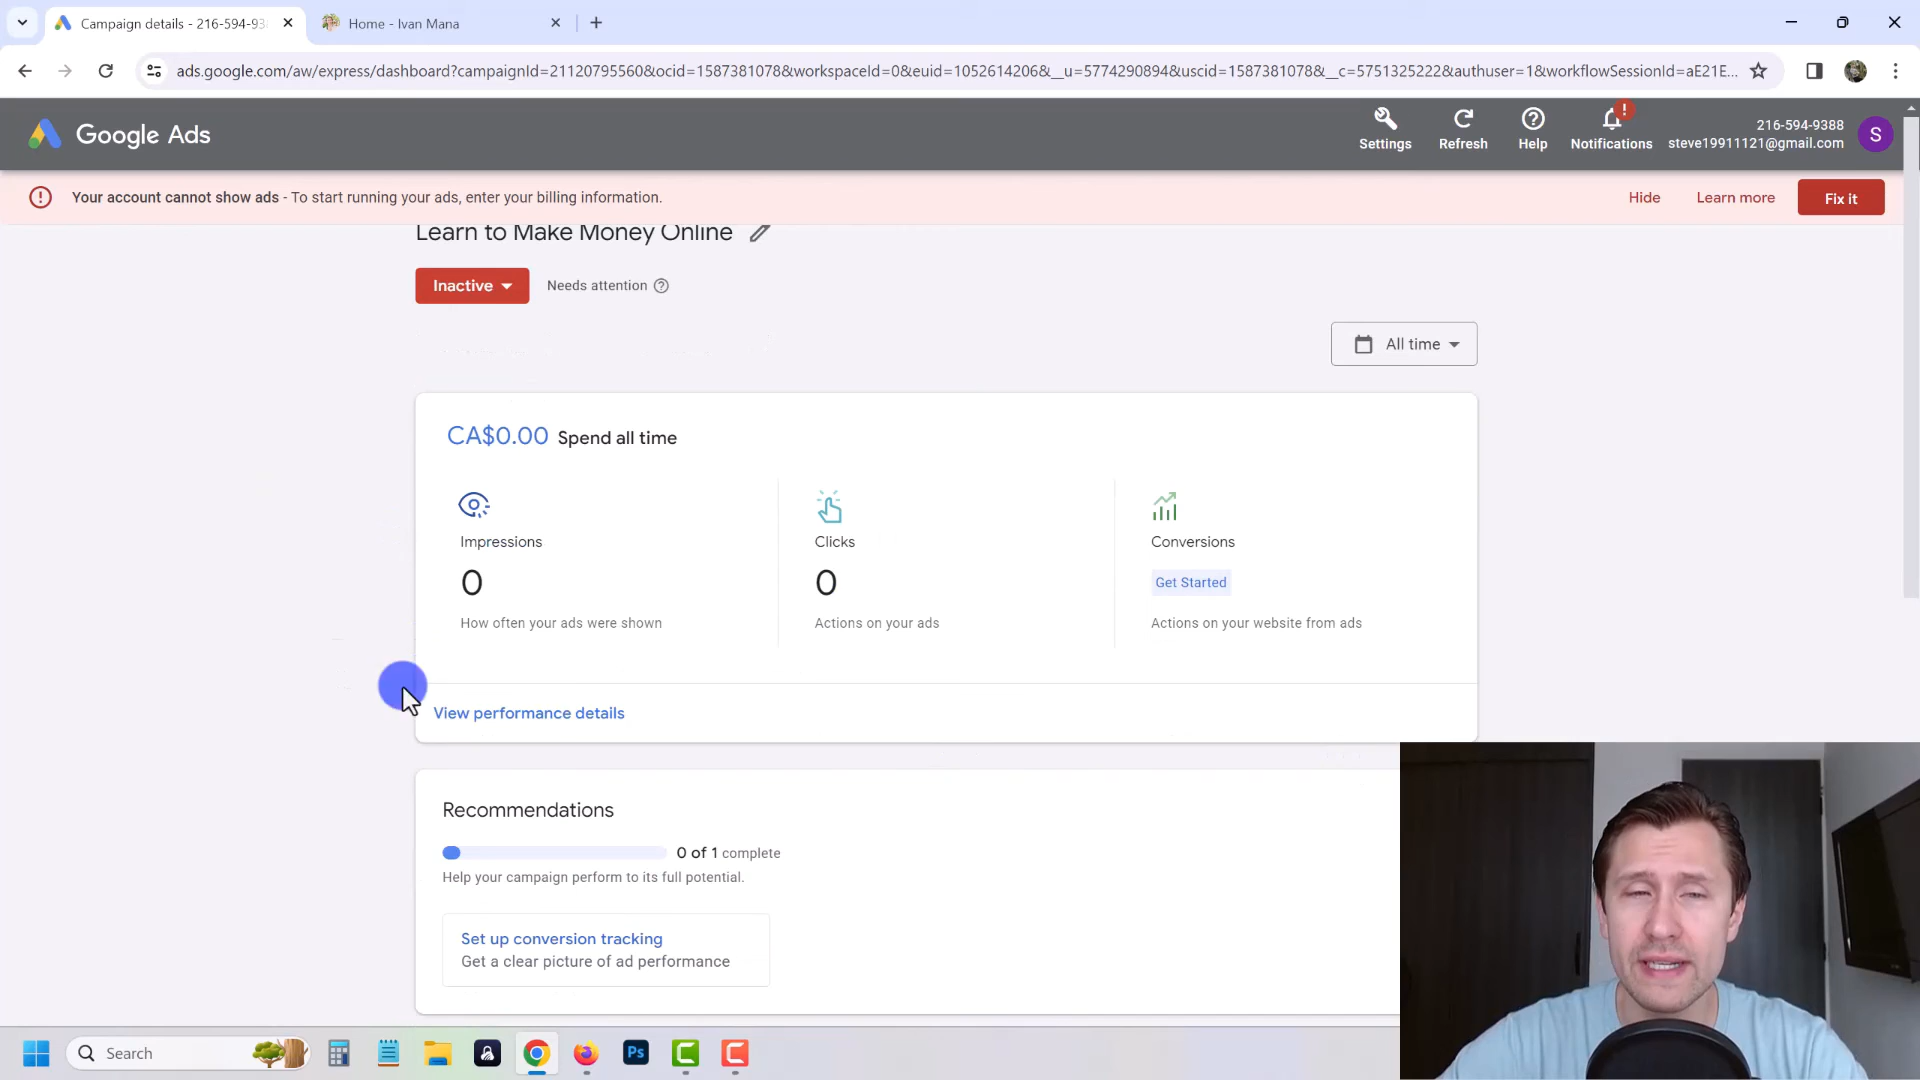 Campaign details - 216-594-93
Home - Ivan Mana
ads.google.com/aw/express/dashboard?campaignId=21120795560&ocid=1587381078&workspaceId=0&euid=1052614206&__u=5774290894&uscid=1587381078&__c=5751325222&authuser=1&workflowSessionId=aE21E...
Google Ads
Settings
Refresh
Help
Notifications
216-594-9388
steve19911121@gmail.com
S
Your account cannot show ads - To start running your ads, enter your billing information.
Hide
Learn more
Fix it
Learn to Make Money Online
Inactive
Needs attention
All time
CA$0.00 Spend all time
Impressions
0
How often your ads were shown
Clicks
0
Actions on your ads
Conversions
Get Started
Actions on your website from ads
View performance details
Recommendations
0 of 1 complete
Help your campaign perform to its full potential.
Set up conversion tracking
Get a clear picture of ad performance
Search
Ps